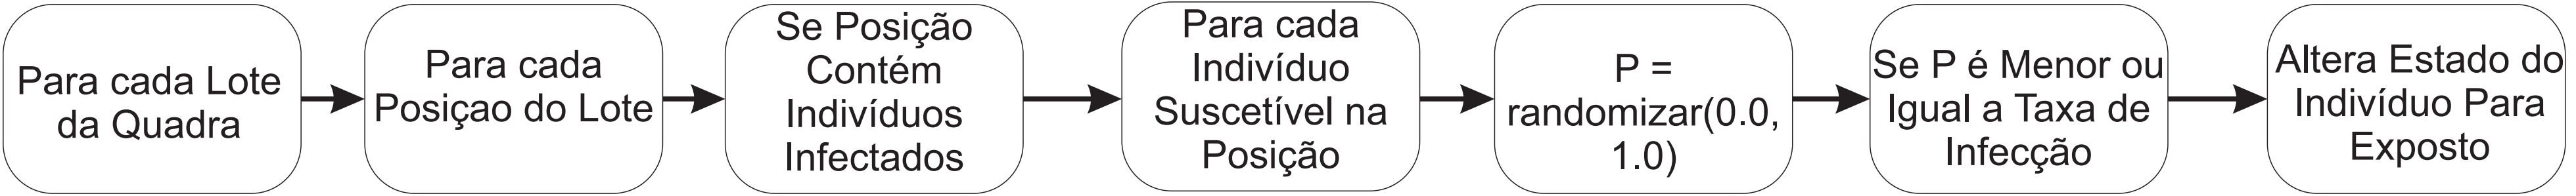 Para cada Lote
da Quadra
Para cada
Posiçao do Lote
Se Posição
Contém
Indivíduos
Infectados
Para cada
Indivíduo
Suscetível na
Posição
P =
randomizar(0.0,
1.0)
Se P é Menor ou
Igual a Taxa de
Infecção
Altera Estado do
Indivíduo Para
Exposto